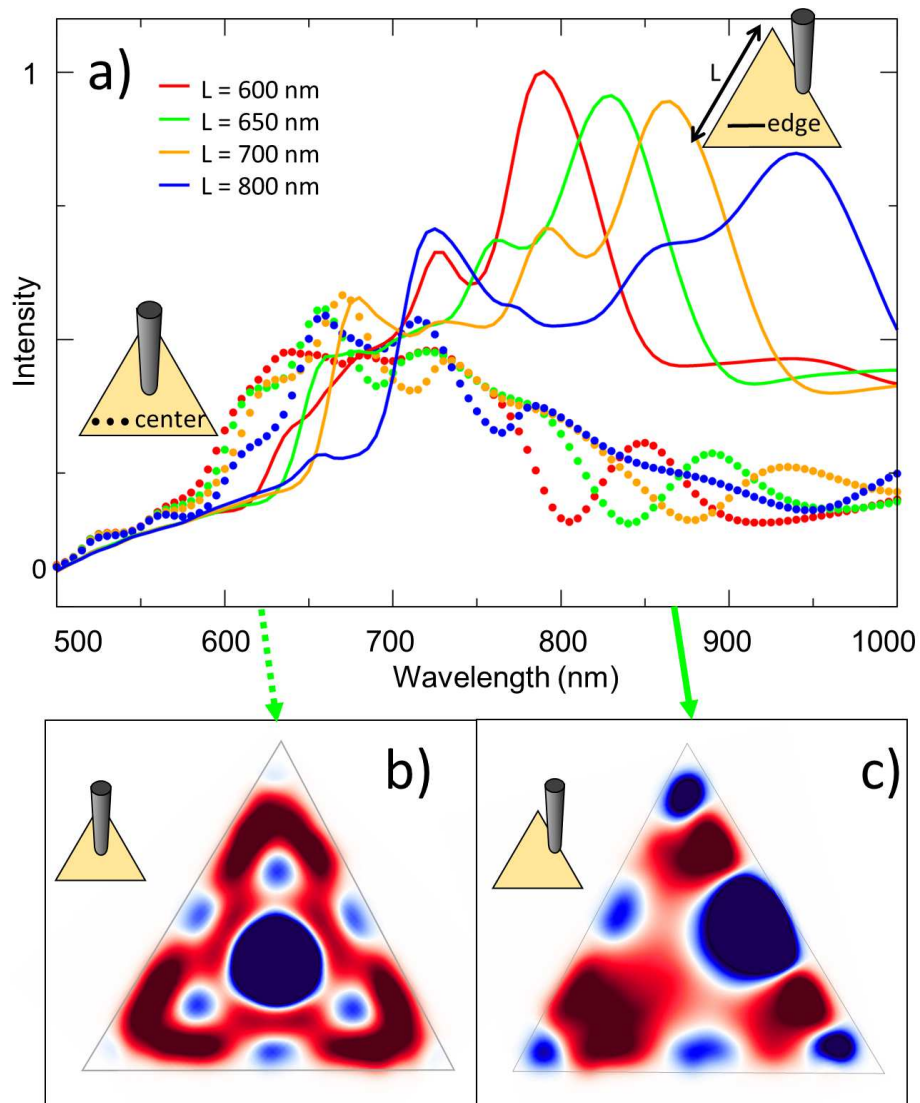 a)
1
L = 600 nm
L = 650 nm
L = 700 nm
L = 800 nm
L
edge
Intensity
center
0
500 600 700 800 900 1000
Wavelength (nm)
b)
c)